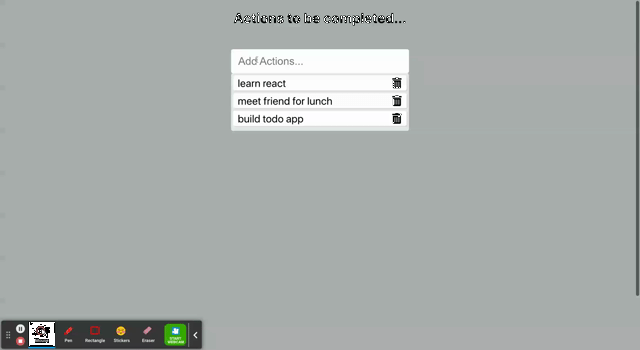 Actions to be completed...
Add Actions...
learn react
meet friend for lunch
build todo app
Pen
Rectangle
Stickers
Eraser
START
WEBCAM